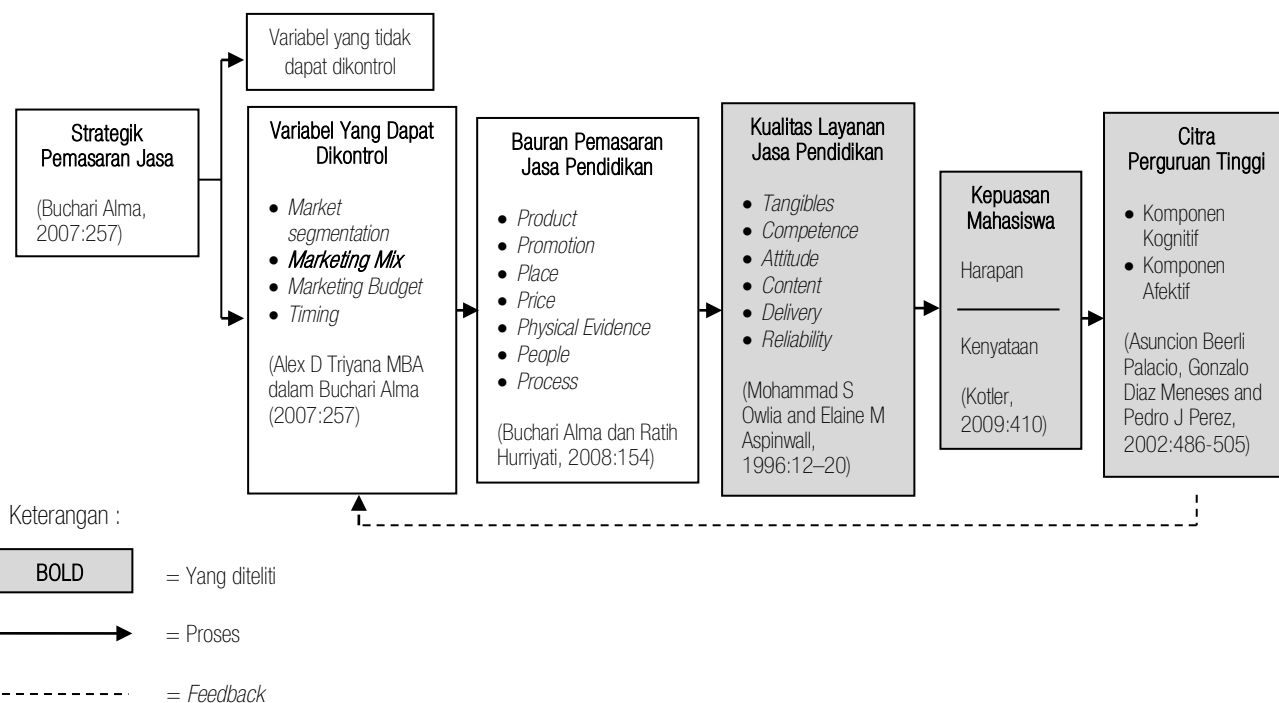 Variabel yang tidak
dapat dikontrol
Strategik
Pemasaran Jasa
(Buchari Alma,
2007:257)
Variabel Yang Dapat
Dikontrol
• Market
segmentation
• Marketing Mix
• Marketing Budget
• Timing
(Alex D Triyana MBA
dalam Buchari Alma
(2007:257)
Bauran Pemasaran
Jasa Pendidikan
• Product
• Promotion
• Place
• Price
• Physical Evidence
• People
• Process
(Buchari Alma dan Ratih
Hurriyati, 2008:154)
Kualitas Layanan
Jasa Pendidikan
• Tangibles
• Competence
• Attitude
• Content
• Delivery
• Reliability
(Mohammad S
Owlia and Elaine M
Aspinwall,
1996:12–20)
Kepuasan
Mahasiswa
Harapan
Kenyataan
(Kotler,
2009:410)
Citra
Perguruan Tinggi
• Komponen
Kognitif
• Komponen
Afektif
(Asuncion Beerli
Palacio, Gonzalo
Diaz Meneses and
Pedro J Perez,
2002:486-505)
Keterangan :
BOLD = Yang diteliti
= Proses
= Feedback